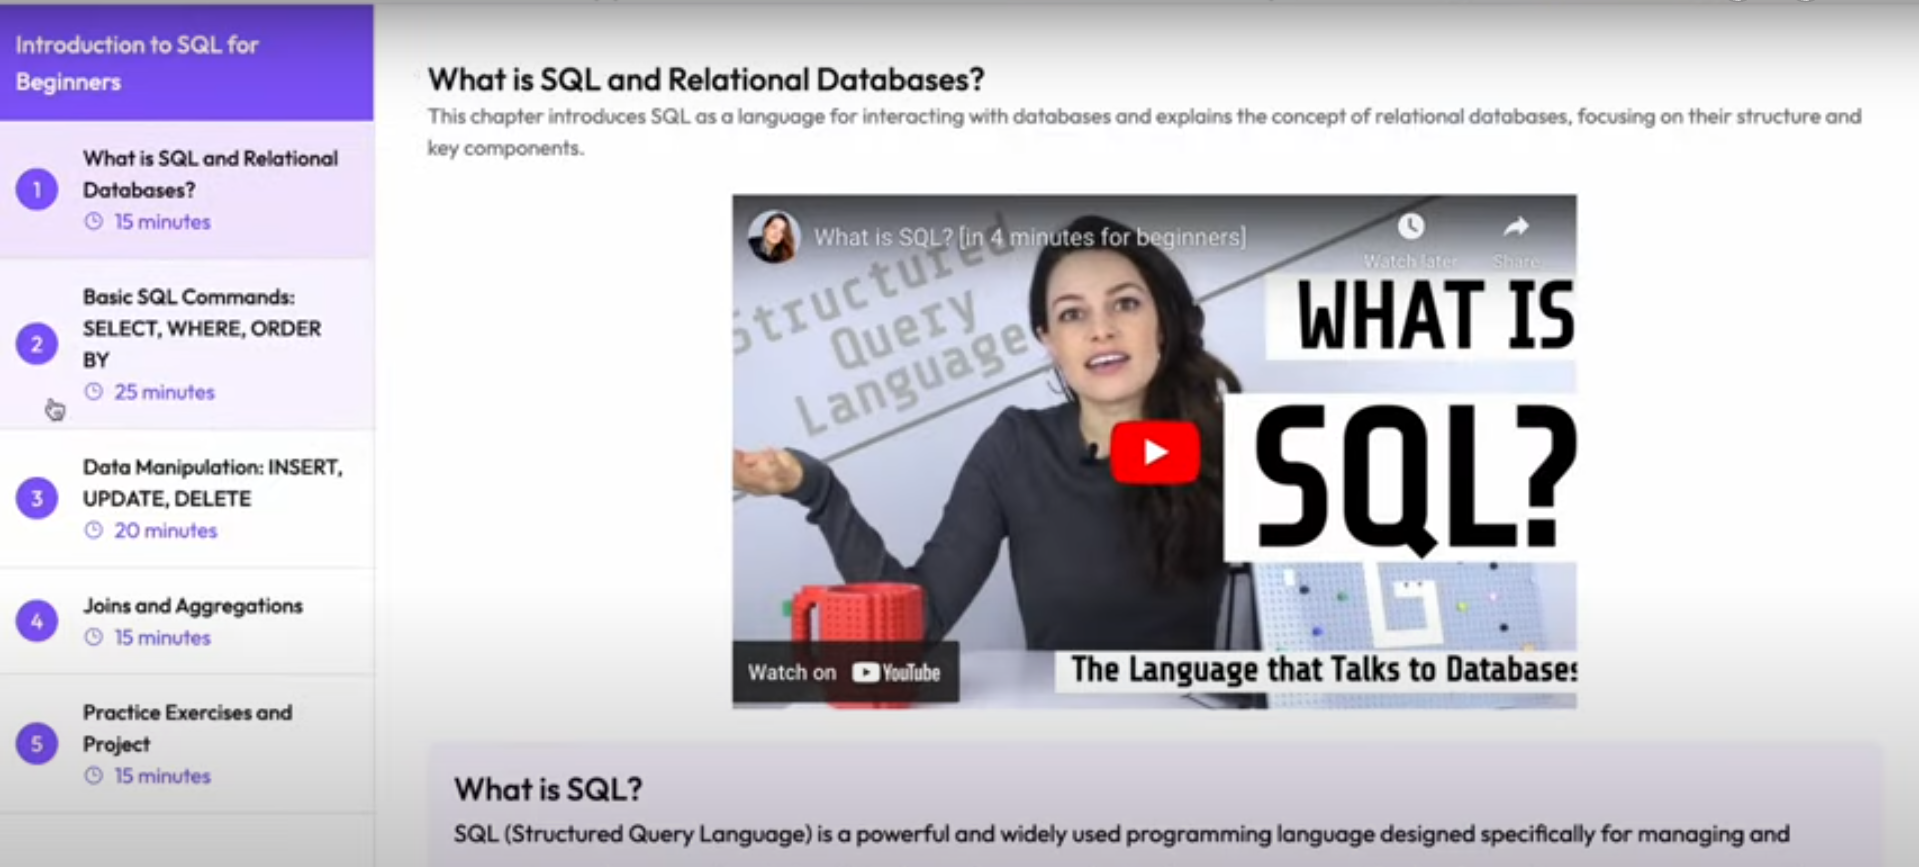 Introduction to SQL for
Beginners
1
What is SQL and Relational
Databases?
15 minutes
2
Basic SQL Commands:
SELECT, WHERE, ORDER
BY
25 minutes
3
Data Manipulation: INSERT,
UPDATE, DELETE
20 minutes
4
Joins and Aggregations
15 minutes
5
Practice Exercises and
Project
15 minutes
What is SQL and Relational Databases?
This chapter introduces SQL as a language for interacting with databases and explains the concept of relational databases, focusing on their structure and
key components.
What is SQL? [in 4 minutes for beginners]
Watch later
Share
Structured
Query
Language
WHAT IS
SQL?
The Language that Talks to Databases
Watch on YouTube
What is SQL?
SQL (Structured Query Language) is a powerful and widely used programming language designed specifically for managing and